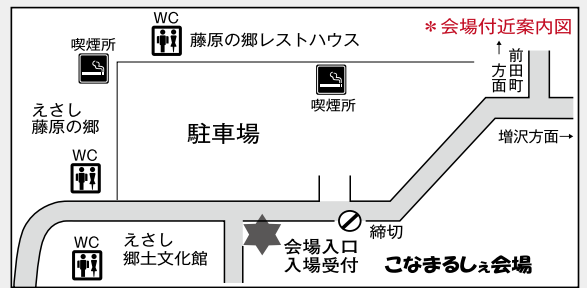 ＊会場付近案内図
WC
藤原の郷レストハウス
喫煙所
喫煙所
↑
前田町
方面
えさし
藤原の郷
駐車場
増沢方面→
WC
WC
えさし
郷土文化館
会場入口
入場受付
締切
こなまるしぇ会場